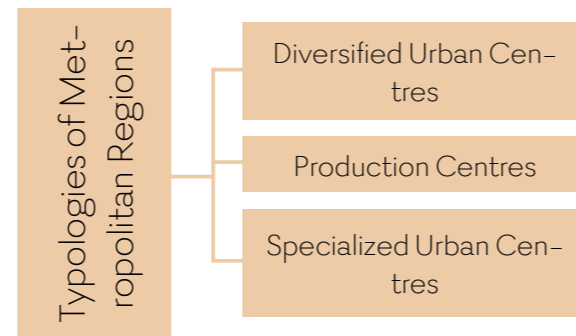 Typologies of Met-
ropolitan Regions
Diversified Urban Cen-
tres
Production Centres
Specialized Urban Cen-
tres